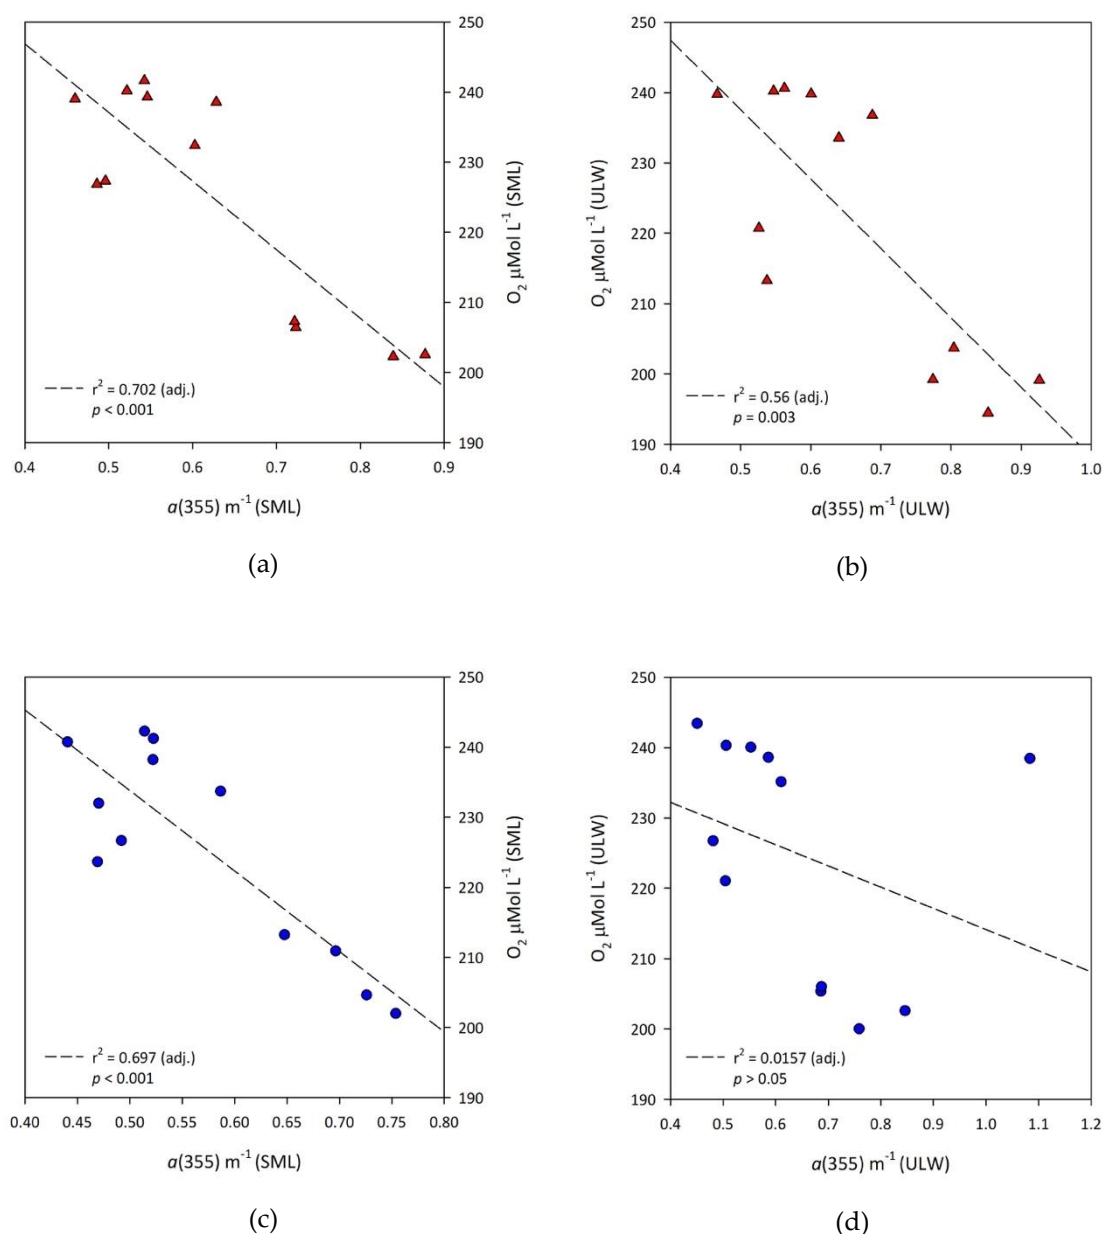 250
240
230
220
210
200
190
O2 μMol L-1 (SML)
r2 = 0.702 (adj.)
p < 0.001
0.4 0.5 0.6 0.7 0.8 0.9
a(355) m-1 (SML)
(a)
250
240
230
220
210
200
190
O2 μMol L-1 (ULW)
r2 = 0.56 (adj.)
p = 0.003
0.4 0.5 0.6 0.7 0.8 0.9 1.0
a(355) m-1 (ULW)
(b)
250
240
230
220
210
200
190
O2 μMol L-1 (SML)
r2 = 0.697 (adj.)
p < 0.001
0.40 0.45 0.50 0.55 0.60 0.65 0.70 0.75 0.80
a(355) m-1 (SML)
(c)
250
240
230
220
210
200
190
O2 μMol L-1 (ULW)
r2 = 0.0157 (adj.)
p > 0.05
0.4 0.5 0.6 0.7 0.8 0.9 1.0 1.1 1.2
a(355) m-1 (ULW)
(d)